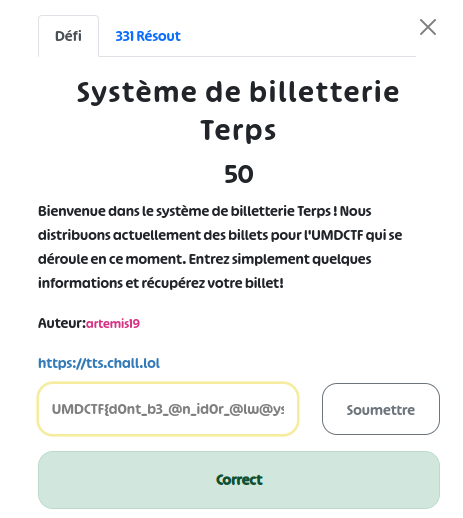 Défi
331 Résout
Système de billetterie
Terps
50
Bienvenue dans le système de billetterie Terps ! Nous
distribuons actuellement des billets pour l'UMDCTF qui se
déroule en ce moment. Entrez simplement quelques
informations et récupérez votre billet!
Auteur:artemis19
https://tts.chall.lol
UMDCTF{d0nt_b3_@n_id0r_@lw@ys
Soumettre
Correct